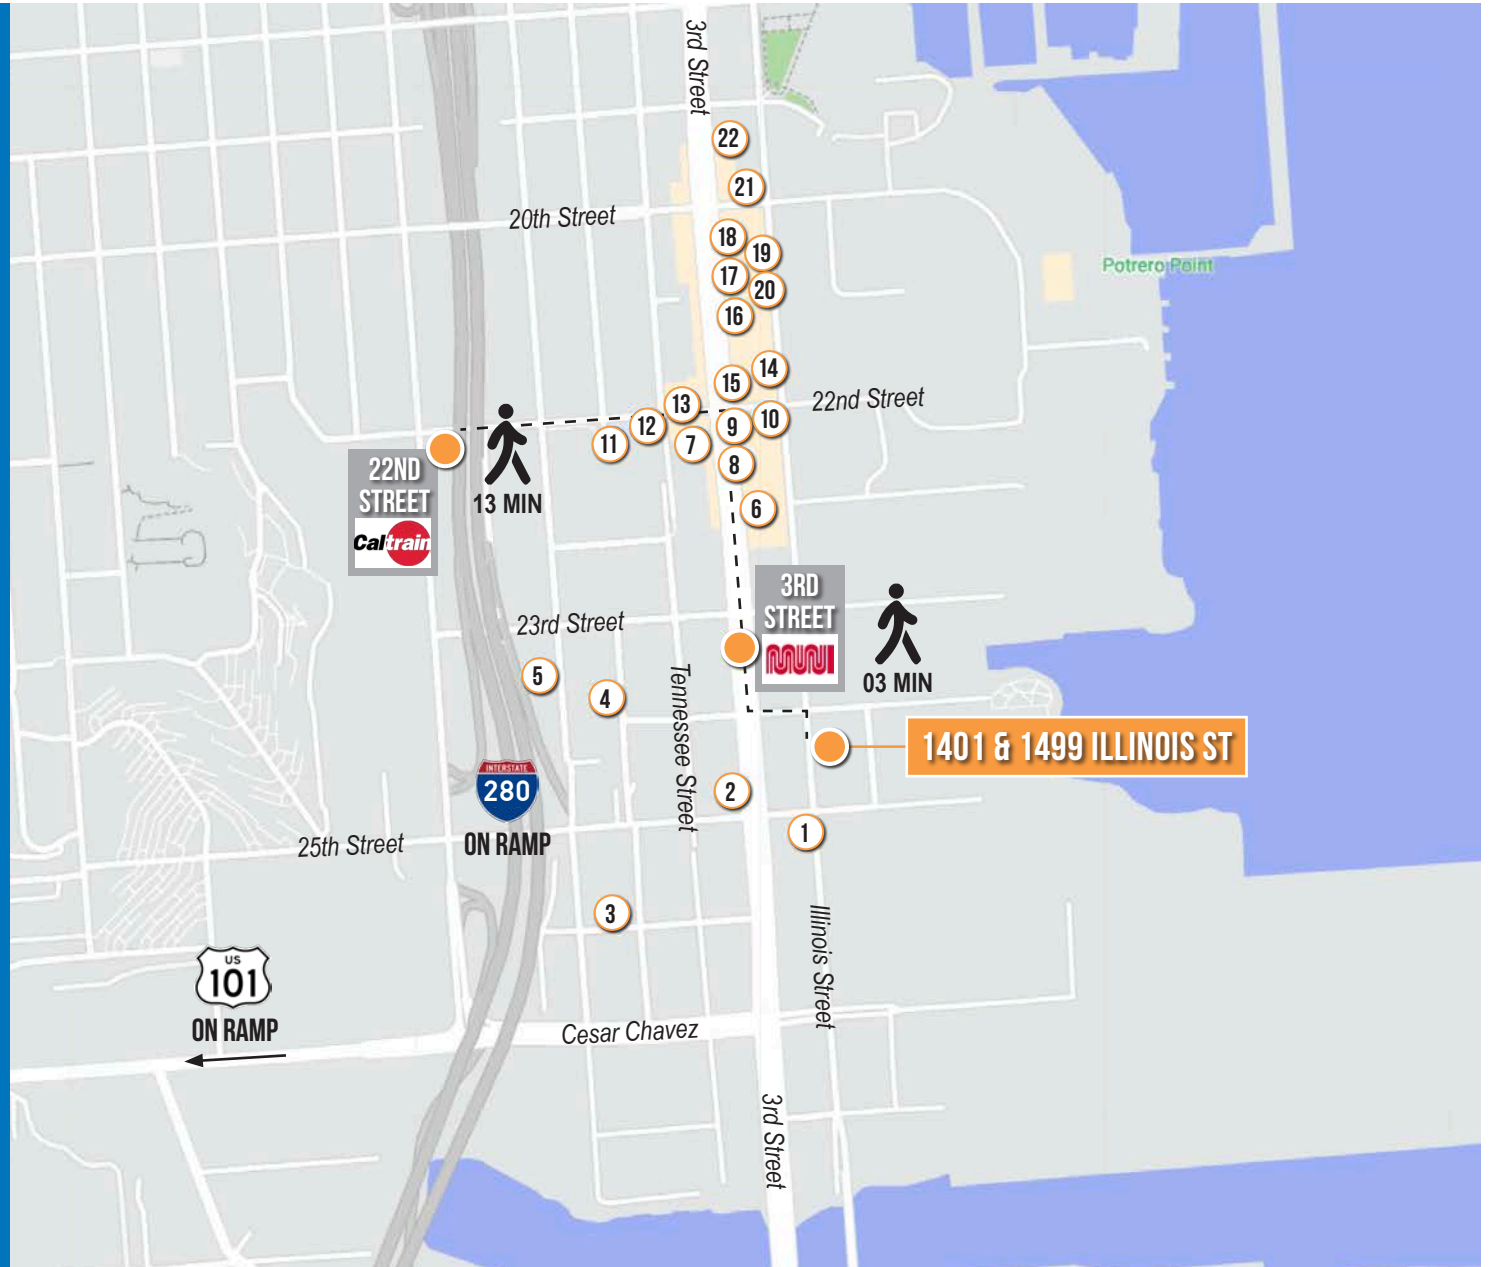 3rd Street
22
21
20th Street
18
19
17
20
16
Potrero Point
14
15
13
22nd Street
12
9
10
11
7
8
22ND
STREET
Caltrain
13 MIN
6
3RD
STREET
MUNI
03 MIN
23rd Street
5
4
Tennessee Street
1401 & 1499 ILLINOIS ST
INTERSTATE
280
ON RAMP
2
1
25th Street
3
Illinois Street
US
101
ON RAMP
Cesar Chavez
3rd Street